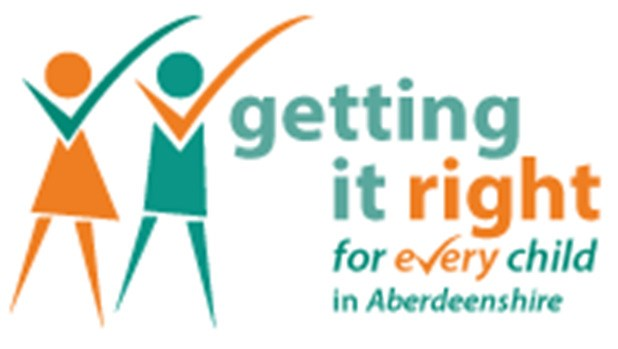 getting
it right
for every child
in Aberdeenshire